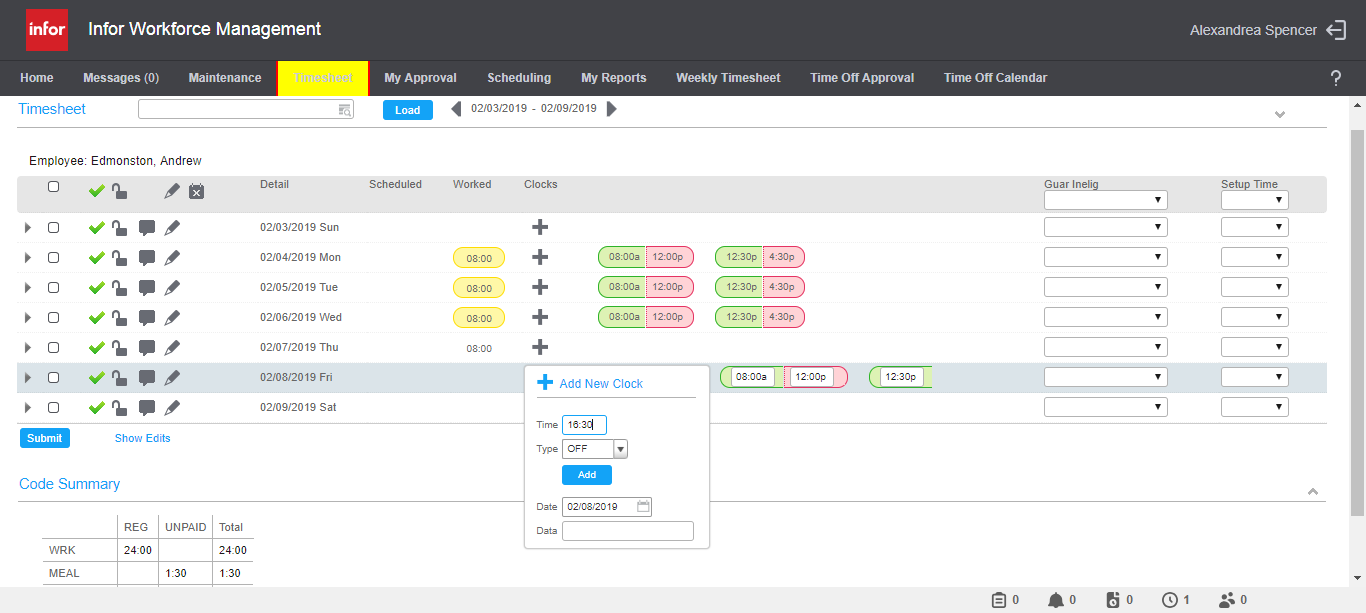 infor Infor Workforce Management Alexandrea Spencer
Home Messages (0) Maintenance Timesheet My Approval Scheduling My Reports Weekly Timesheet Time Off Approval Time Off Calendar ?
Timesheet Load 02/03/2019 - 02/09/2019
Employee: Edmonston, Andrew
Detail Scheduled Worked Clocks Guar Inelig Setup Time
02/03/2019 Sun
02/04/2019 Mon 08:00 08:00a 12:00p 12:30p 4:30p
02/05/2019 Tue 08:00 08:00a 12:00p 12:30p 4:30p
02/06/2019 Wed 08:00 08:00a 12:00p 12:30p 4:30p
02/07/2019 Thu 08:00
02/08/2019 Fri 08:00a 12:00p 12:30p
02/09/2019 Sat
Add New Clock
Time 16:30
Type OFF
Add
Date 02/08/2019
Data
Submit Show Edits
Code Summary
REG UNPAID Total
WRK 24:00 24:00
MEAL 1:30 1:30
0 0 0 1 0